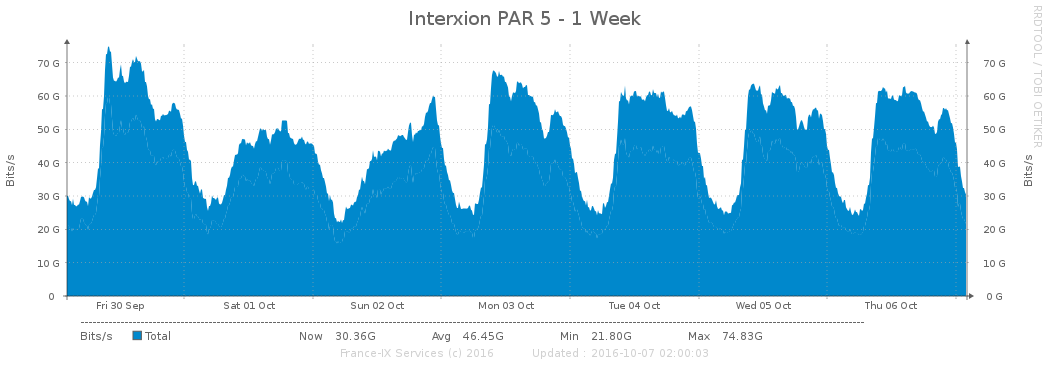 Interxion PAR 5 - 1 Week
RRDTOOL / TOBI OETIKER
Bits/s
Bits/s
70 G 70 G
60 G 60 G
50 G 50 G
40 G 40 G
30 G 30 G
20 G 20 G
10 G 10 G
0 0 G
Fri 30 Sep Sat 01 Oct Sun 02 Oct Mon 03 Oct Tue 04 Oct Wed 05 Oct Thu 06 Oct
Bits/s Total Now 30.36G Avg 46.45G Min 21.80G Max 74.83G
France-IX Services (c) 2016 Updated : 2016-10-07 02:00:03